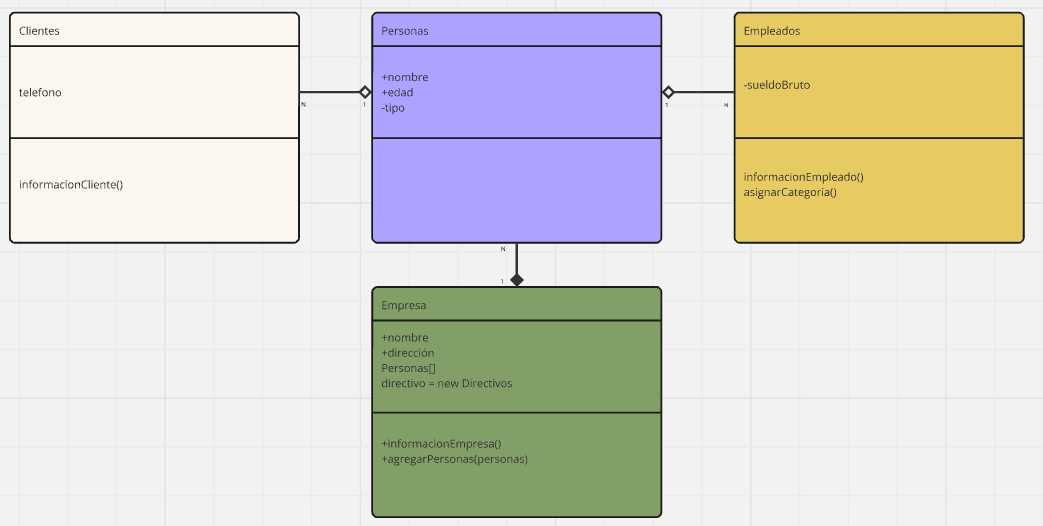 Clientes
telefono
informacionCliente()
N
1
Personas
+nombre
+edad
-tipo
1
N
Empleados
-sueldoBruto
informacionEmpleado()
asignarCategoria()
N
1
Empresa
+nombre
+dirección
Personas[]
directivo = new Directivos
+informacionEmpresa()
+agregarPersonas(personas)